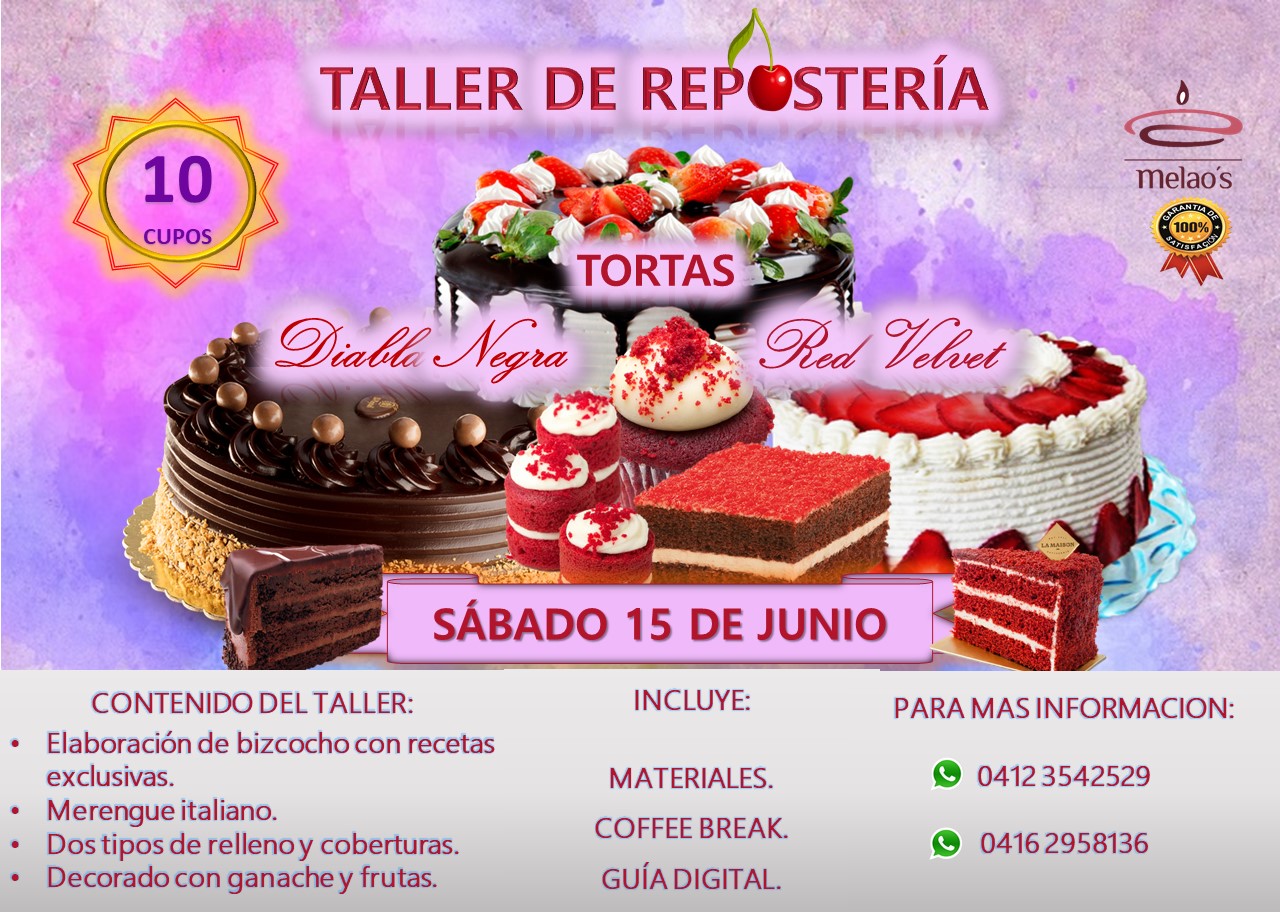 TALLER DE REPOSTERÍA
10
CUPOS
melao´s
GARANTIA DE
100%
SATISFACIÓN
TORTAS
Diabla Negra
Red Velvet
LA MAISON
SÁBADO 15 DE JUNIO
CONTENIDO DEL TALLER:
• Elaboración de bizcocho con recetas
exclusivas.
• Merengue italiano.
• Dos tipos de relleno y coberturas.
• Decorado con ganache y frutas.
INCLUYE:
MATERIALES.
COFFEE BREAK.
GUÍA DIGITAL.
PARA MAS INFORMACION:
0412 3542529
0416 2958136